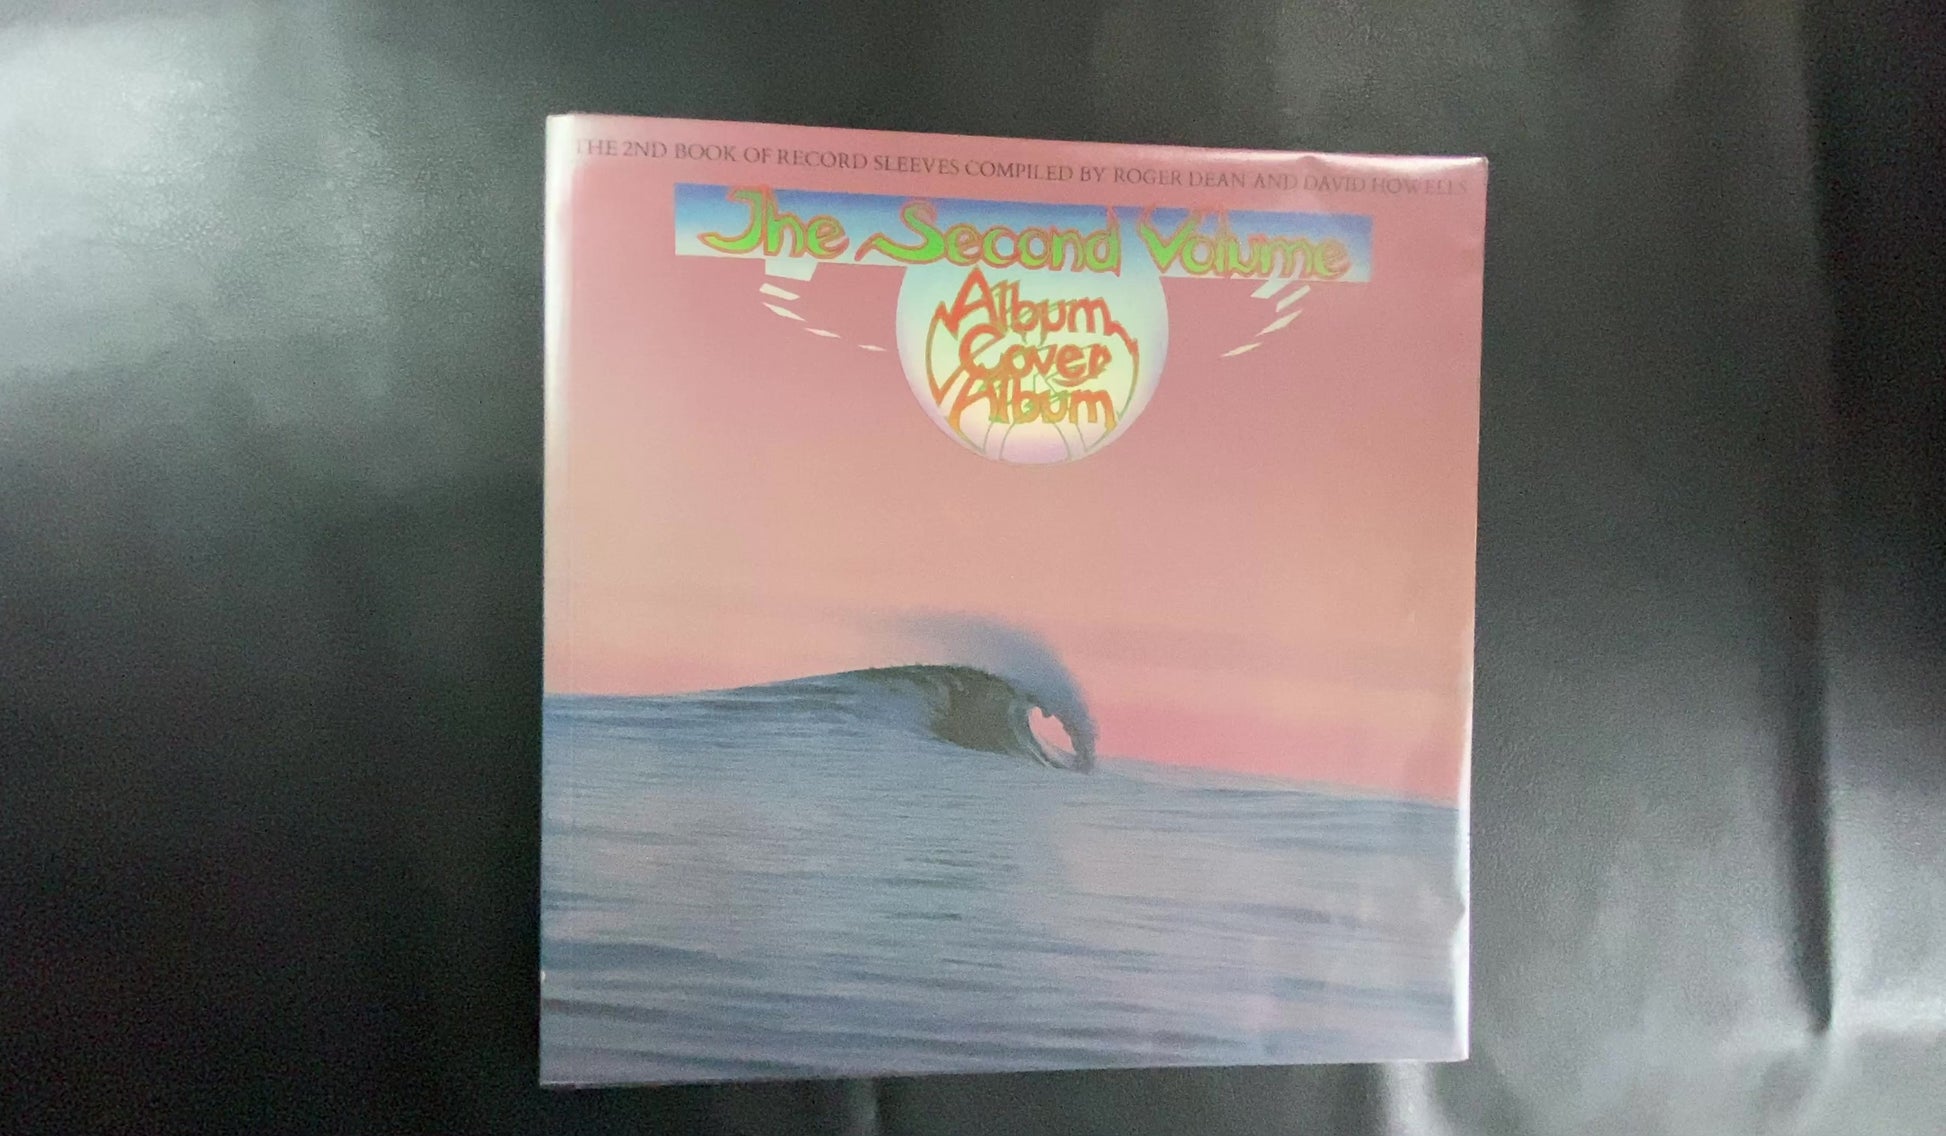 THE 2ND BOOK OF RECORD SLEEVES COMPILED BY ROGER DEAN AND DAVID HOWELLS
The Second Volume
Album
Cover
Album